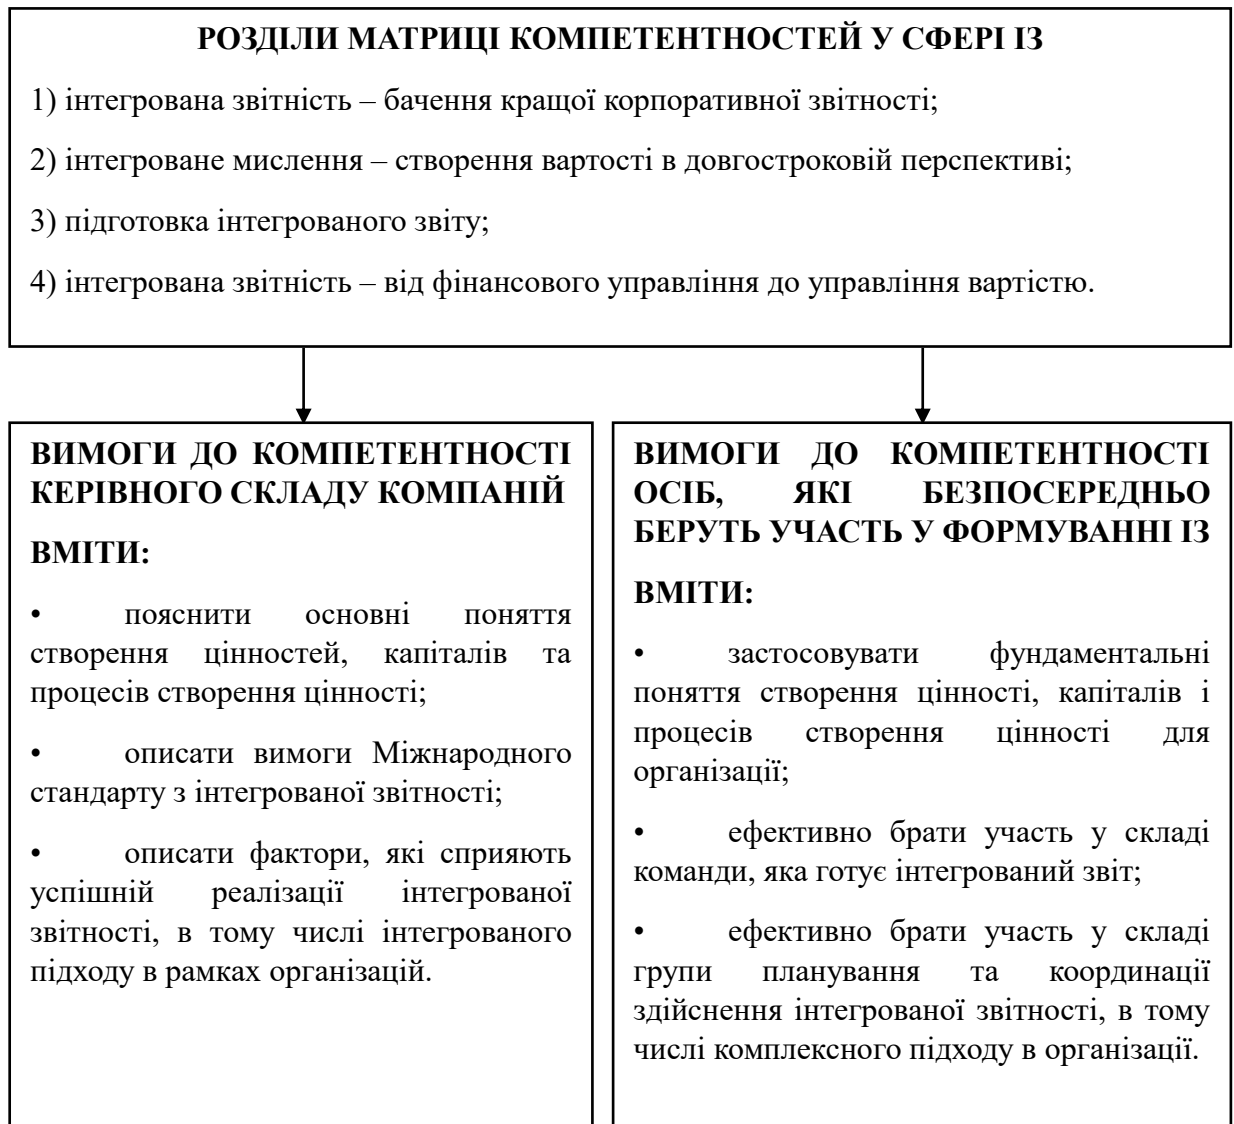 РОЗДІЛИ МАТРИЦІ КОМПЕТЕНТНОСТЕЙ У СФЕРІ ІЗ
1) інтегрована звітність – бачення кращої корпоративної звітності;
2) інтегроване мислення – створення вартості в довгостроковій перспективі;
3) підготовка інтегрованого звіту;
4) інтегрована звітність – від фінансового управління до управління вартістю.
ВИМОГИ ДО КОМПЕТЕНТНОСТІ
КЕРІВНОГО СКЛАДУ КОМПАНІЙ
ВМІТИ:
• пояснити основні поняття
створення цінностей, капіталів та
процесів створення цінності;
• описати вимоги Міжнародного
стандарту з інтегрованої звітності;
• описати фактори, які сприяють
успішній реалізації інтегрованої
звітності, в тому числі інтегрованого
підходу в рамках організацій.
ВИМОГИ ДО КОМПЕТЕНТНОСТІ
ОСІБ, ЯКІ БЕЗПОСЕРЕДНЬО
БЕРУТЬ УЧАСТЬ У ФОРМУВАННІ ІЗ
ВМІТИ:
• застосовувати фундаментальні
поняття створення цінності, капіталів і
процесів створення цінності для
організації;
• ефективно брати участь у складі
команди, яка готує інтегрований звіт;
• ефективно брати участь у складі
групи планування та координації
здійснення інтегрованої звітності, в тому
числі комплексного підходу в організації.